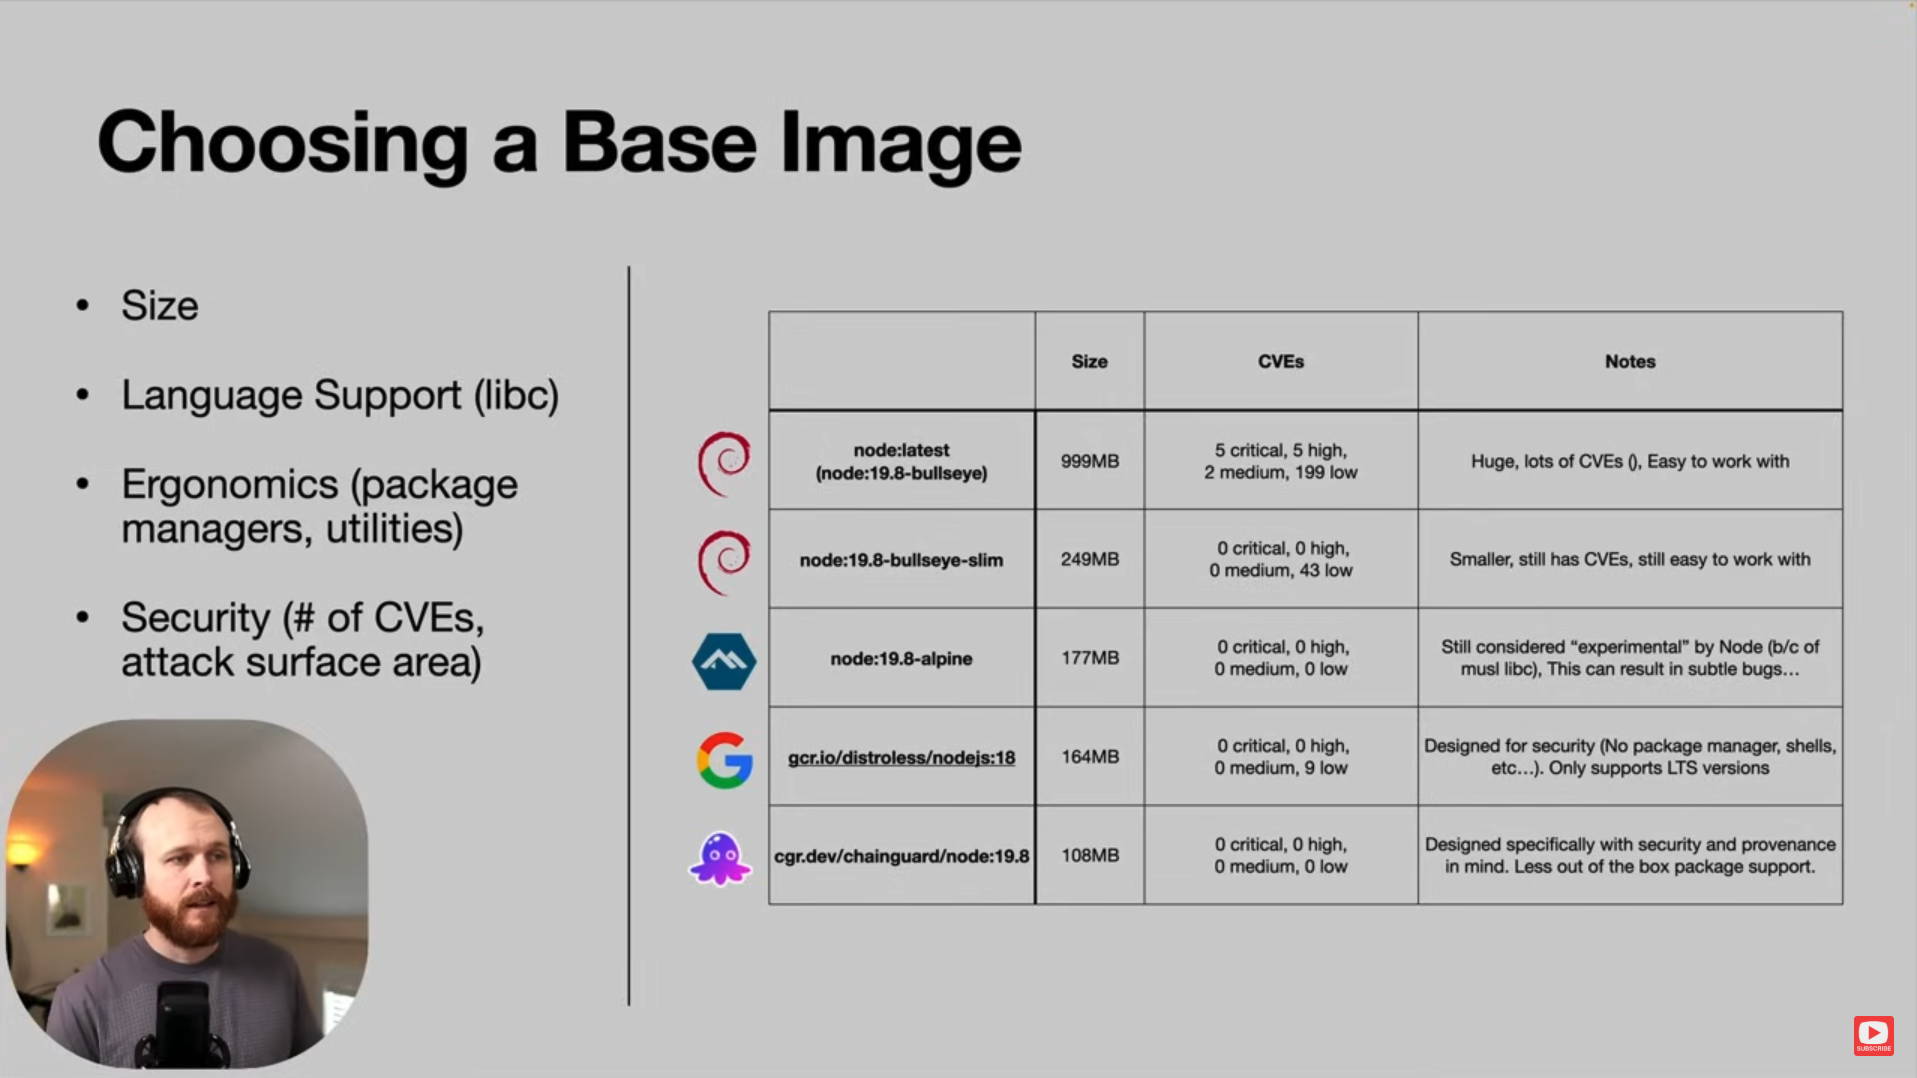 Choosing a Base Image
• Size
• Language Support (libc)
• Ergonomics (package
managers, utilities)
• Security (# of CVEs,
attack surface area)
Size
CVEs
Notes
node:latest
(node:19.8-bullseye)
999MB
5 critical, 5 high,
2 medium, 199 low
Huge, lots of CVEs (), Easy to work with
node:19.8-bullseye-slim
249MB
0 critical, 0 high,
0 medium, 43 low
Smaller, still has CVEs, still easy to work with
node:19.8-alpine
177MB
0 critical, 0 high,
0 medium, 0 low
Still considered “experimental” by Node (b/c of
musl libc), This can result in subtle bugs…
gcr.io/distroless/nodejs:18
164MB
0 critical, 0 high,
0 medium, 9 low
Designed for security (No package manager, shells,
etc…). Only supports LTS versions
cgr.dev/chainguard/node:19.8
108MB
0 critical, 0 high,
0 medium, 0 low
Designed specifically with security and provenance
in mind. Less out of the box package support.
SUBSCRIBE